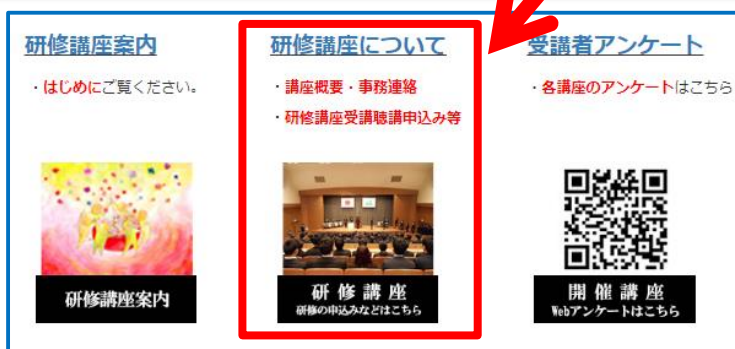 研修講座案内
・はじめにご覧ください。
研修講座案内
研修講座について
・講座概要・事務連絡
・研修講座受講聴講申込み等
研修講座
研修の申込みなどはこちら
受講者アンケート
・各講座のアンケートはこちら
開催講座
Webアンケートはこちら